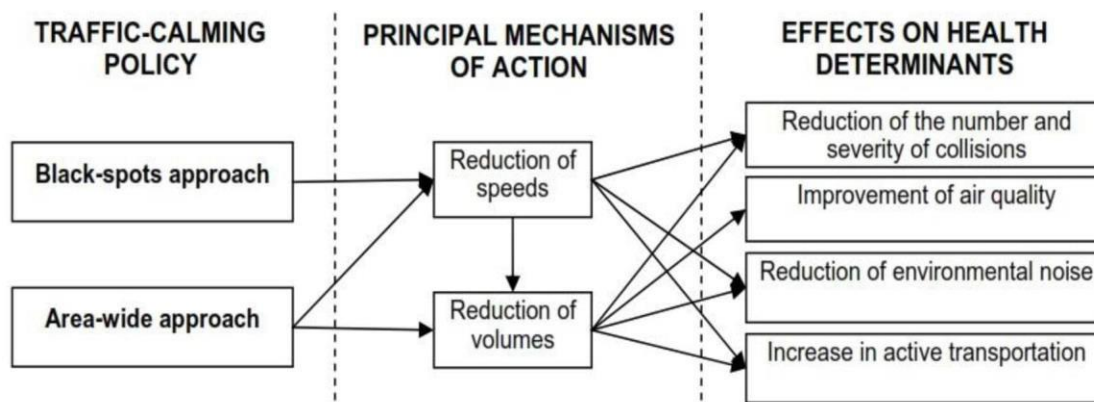 TRAFFIC-CALMING
POLICY
PRINCIPAL MECHANISMS
OF ACTION
EFFECTS ON HEALTH
DETERMINANTS
Black-spots approach
Area-wide approach
Reduction of
speeds
Reduction of
volumes
Reduction of the number and
severity of collisions
Improvement of air quality
Reduction of environmental noise
Increase in active transportation